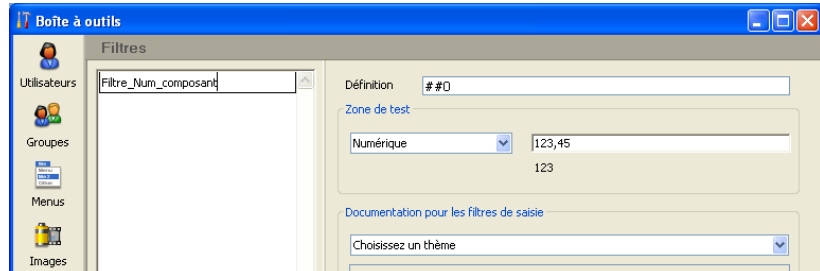 Boîte à outils
Filtres
Utilisateurs
Groupes
Menus
Images
Filtre_Num_composant
Définition
##0
Zone de test
Numérique
123,45
123
Documentation pour les filtres de saisie
Choisissez un thème